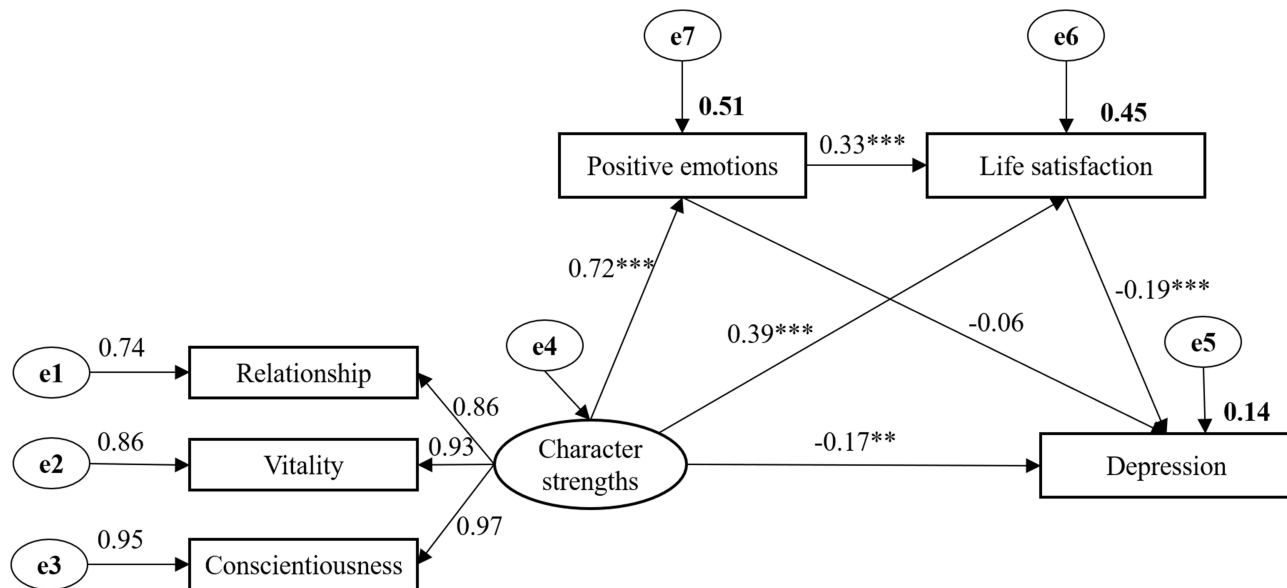 e7
e6
0.51
0.45
Positive emotions
0.33***
Life satisfaction
0.72***
0.39***
-0.06
-0.19***
e4
e5
e1
0.74
Relationship
0.86
0.14
e2
0.86
Vitality
0.93
Character
strengths
-0.17**
Depression
e3
0.95
Conscientiousness
0.97